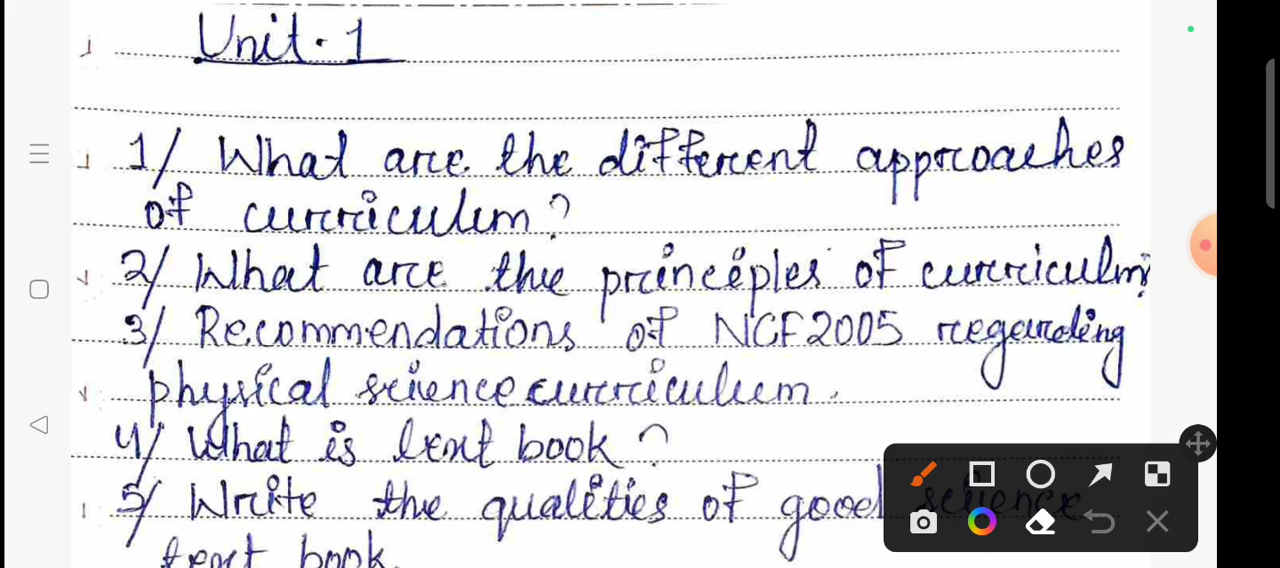 Unit. 1
1/ What are the different approaches
of curriculum?
2/ What are the principles of curriculum?
3/ Recommendations of NCF2005 regarding
physical science curriculum.
4/ What is text book?
5/ Write the qualities of good science
text book.